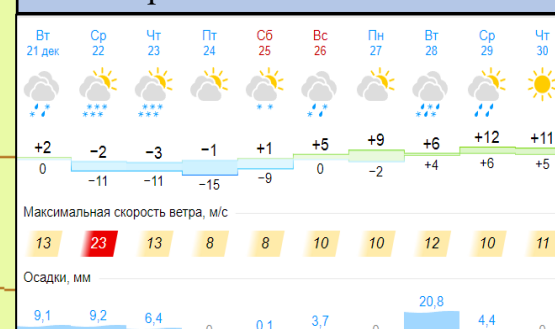 Вт Ср Чт Пт Сб Вс Пн Вт Ср Чт
21 дек 22 23 24 25 26 27 28 29 30
+2 −2 −3 −1 +1 +5 +9 +6 +12 +11
0 −11 −11 −15 −9 0 −2 +4 +6 +5
Максимальная скорость ветра, м/с
13 23 13 8 8 10 10 12 10 11
Осадки, мм
9,1 9,2 6,4 0,1 3,7 20,8 4,4